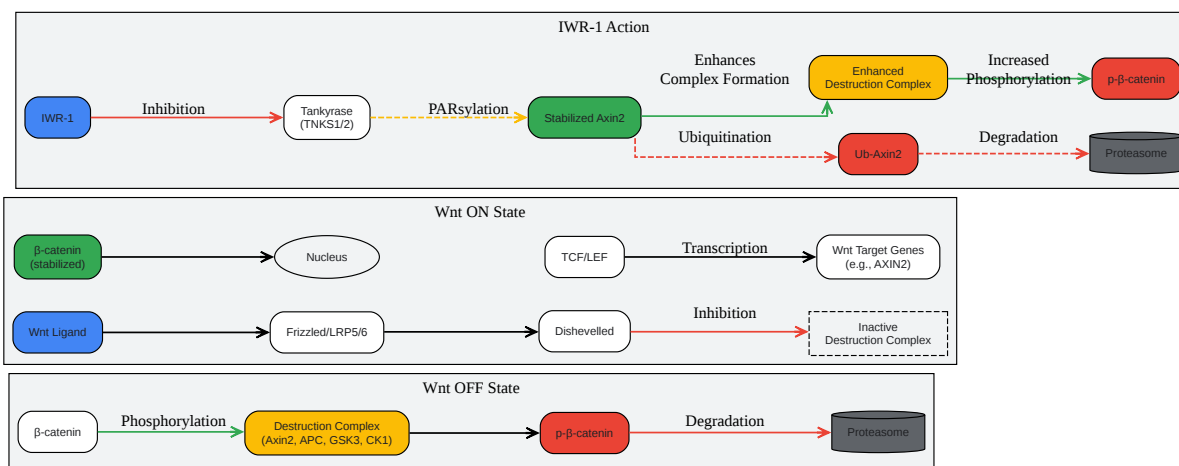 IWR-1 Action
IWR-1
Inhibition
Tankyrase
(TNKS1/2)
PARsylation
Stabilized Axin2
Enhances
Complex Formation
Enhanced
Destruction Complex
Increased
Phosphorylation
p-β-catenin
Ubiquitination
Ub-Axin2
Degradation
Proteasome
Wnt ON State
β-catenin
(stabilized)
Nucleus
TCF/LEF
Transcription
Wnt Target Genes
(e.g., AXIN2)
Wnt Ligand
Frizzled/LRP5/6
Dishevelled
Inhibition
Inactive
Destruction Complex
Wnt OFF State
β-catenin
Phosphorylation
Destruction Complex
(Axin2, APC, GSK3, CK1)
p-β-catenin
Degradation
Proteasome